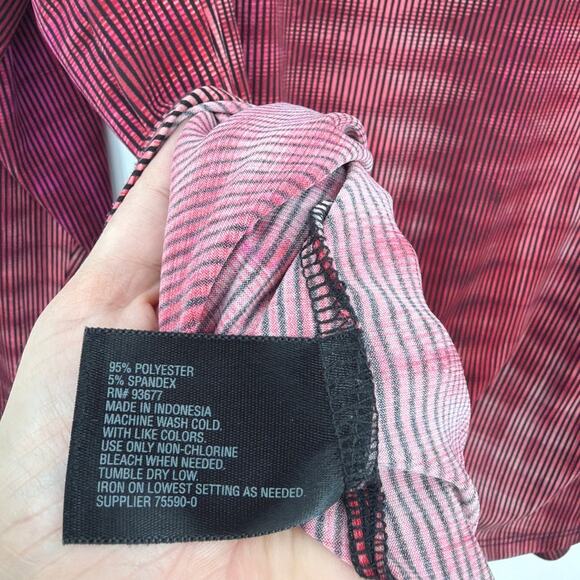 95% POLYESTER
5% SPANDEX
RN# 93677
MADE IN INDONESIA
MACHINE WASH COLD.
WITH LIKE COLORS.
USE ONLY NON-CHLORINE
BLEACH WHEN NEEDED.
TUMBLE DRY LOW.
IRON ON LOWEST SETTING AS NEEDED.
SUPPLIER 75590-0